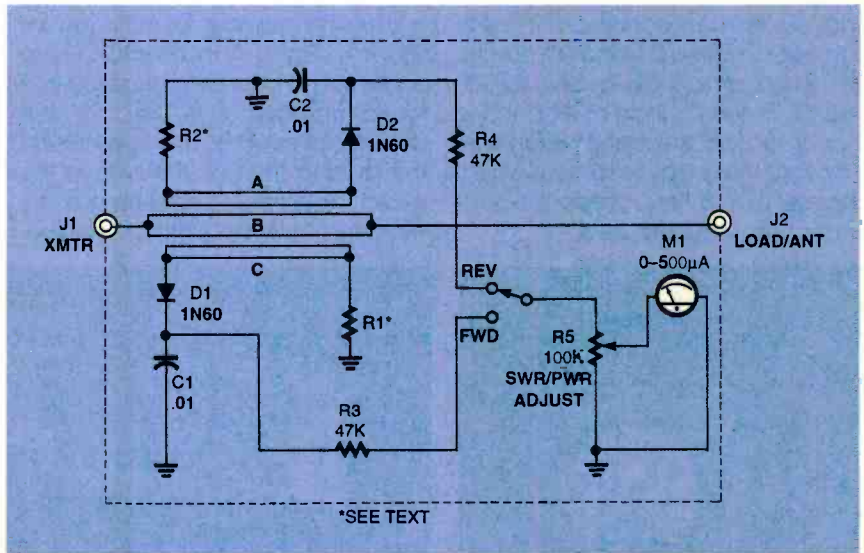 C2
.01
D2
1N60
R2*
R4
47K
A
J1
XMTR
B
J2
LOAD/ANT
M1
0–500µA
C
REV
D1
1N60
R1*
FWD
R5
100K
SWR/PWR
ADJUST
C1
.01
R3
47K
*SEE TEXT